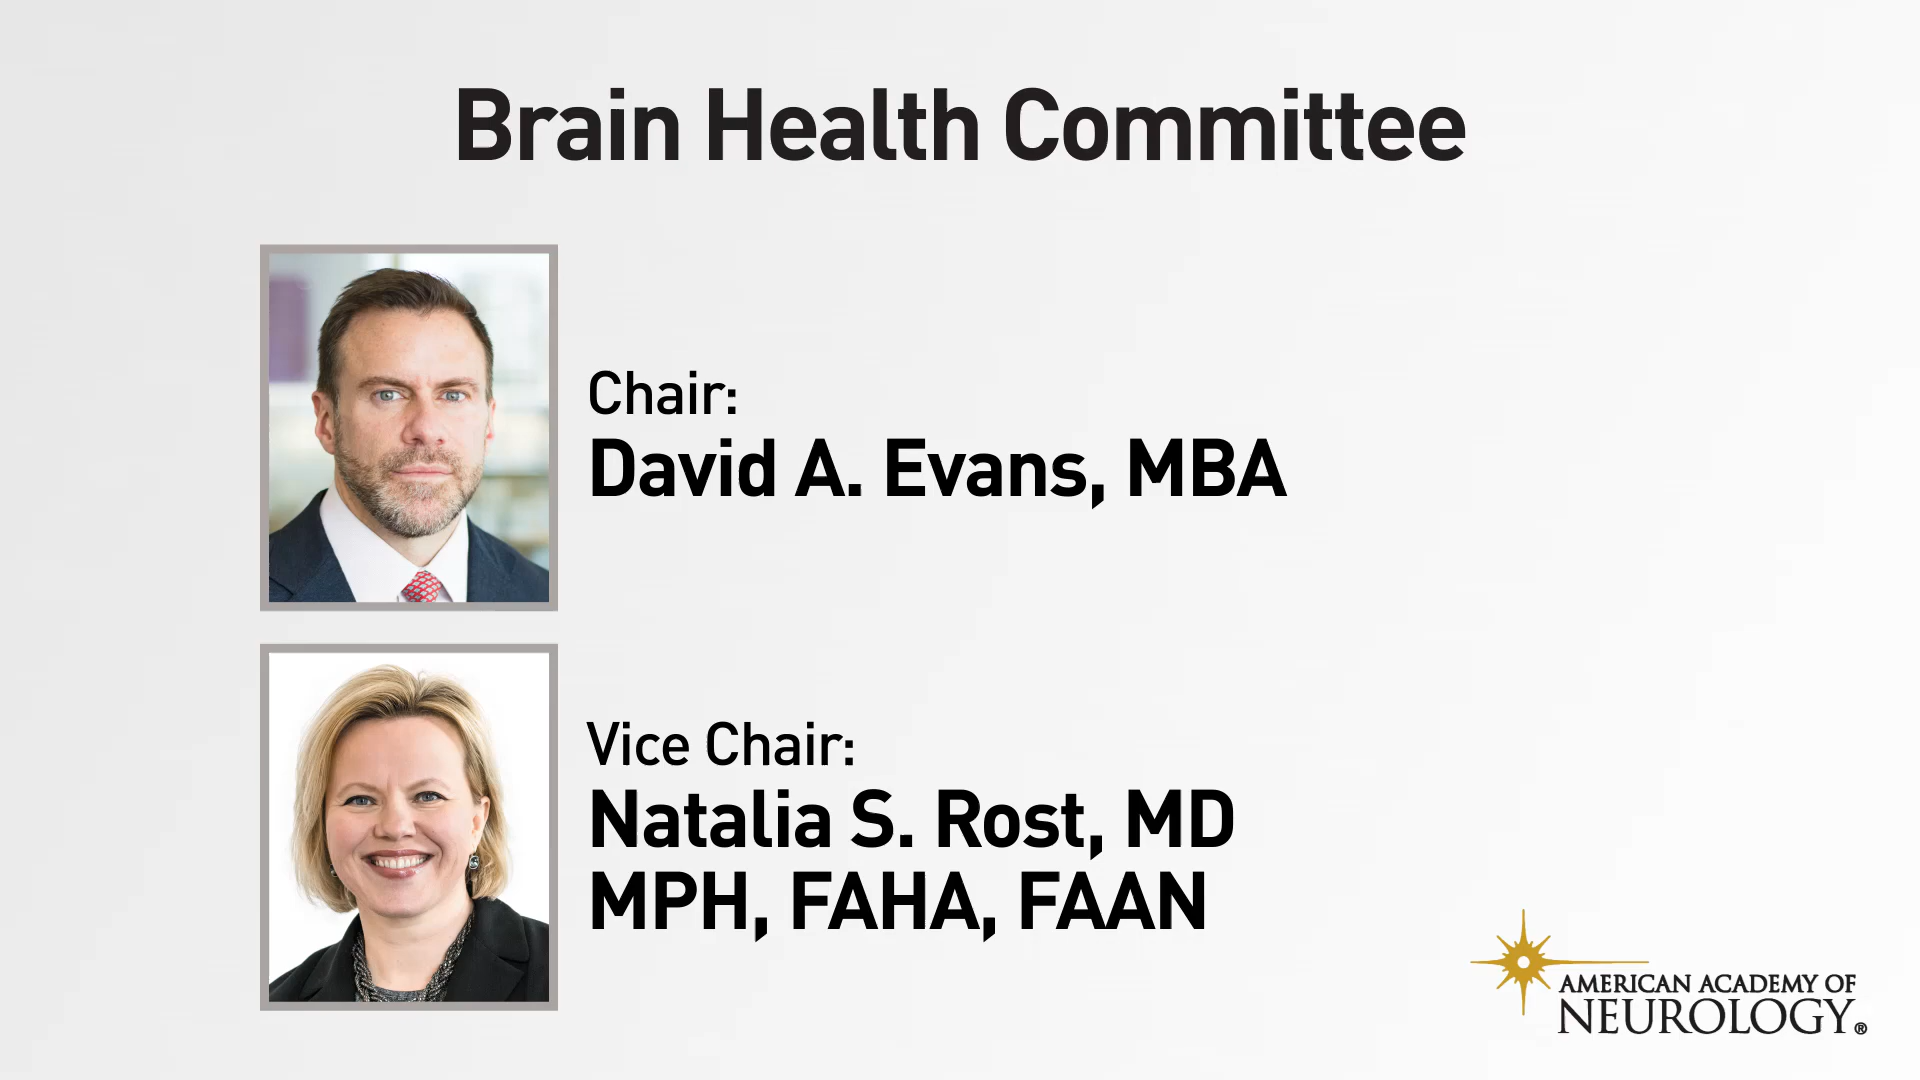 Brain Health Committee
Chair:
David A. Evans, MBA
Vice Chair:
Natalia S. Rost, MD
MPH, FAHA, FAAN
AMERICAN ACADEMY OF
NEUROLOGY®